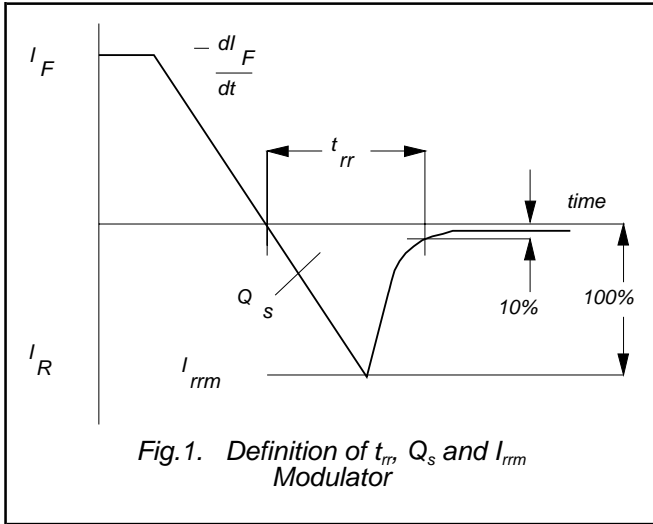 I F
− dI F
dt
t rr
time
Q s
10%
100%
I R
I rrm
Fig.1. Definition of trr, Qs and Irrm
Modulator